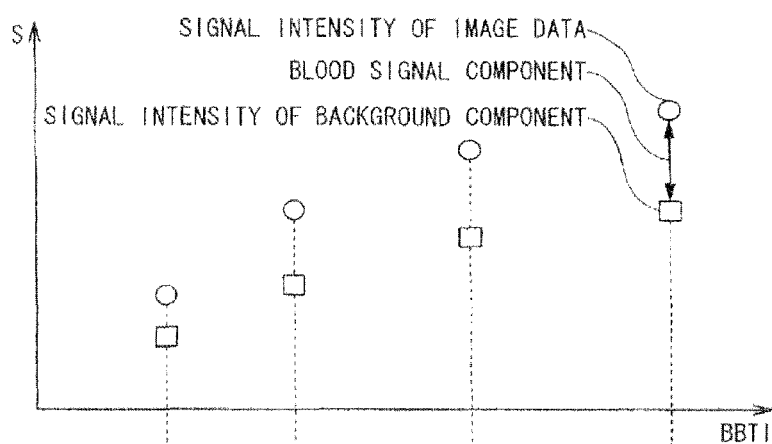 SIGNAL INTENSITY OF IMAGE DATA
S
BLOOD SIGNAL COMPONENT
SIGNAL INTENSITY OF BACKGROUND COMPONENT
BBTI